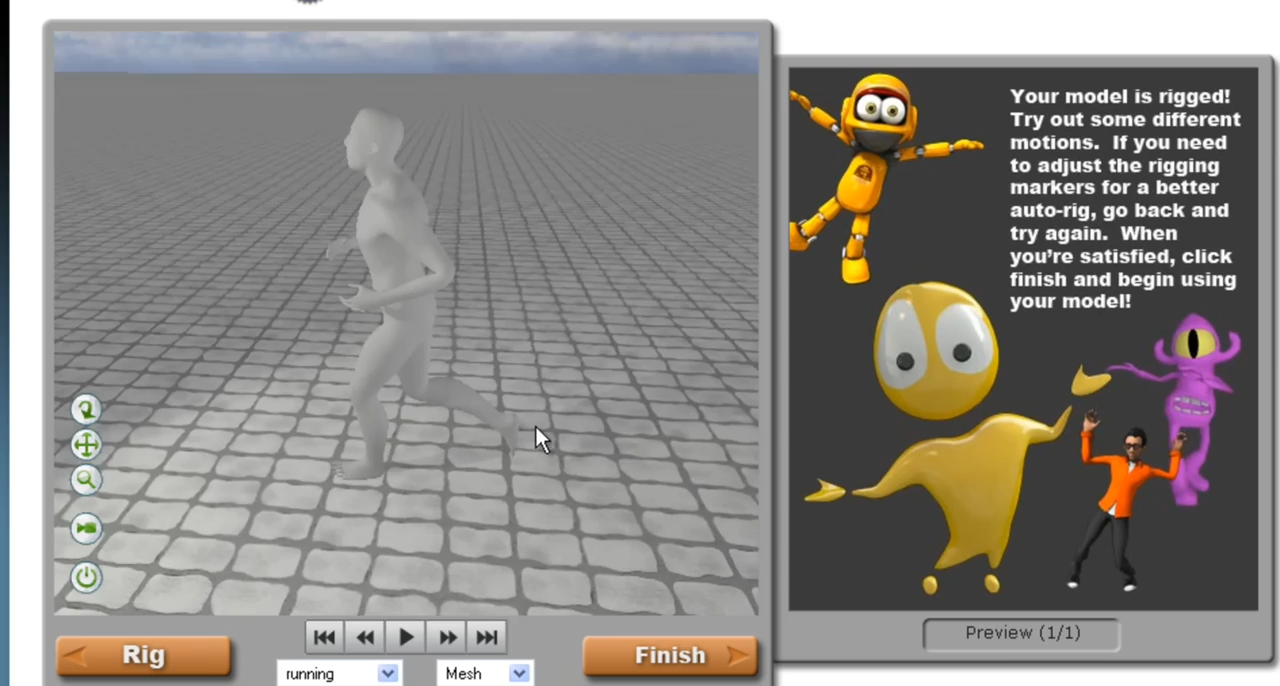 Your model is rigged!
Try out some different
motions. If you need
to adjust the rigging
markers for a better
auto-rig, go back and
try again. When
you're satisfied, click
finish and begin using
your model!
Preview (1/1)
Rig
Finish
running
Mesh